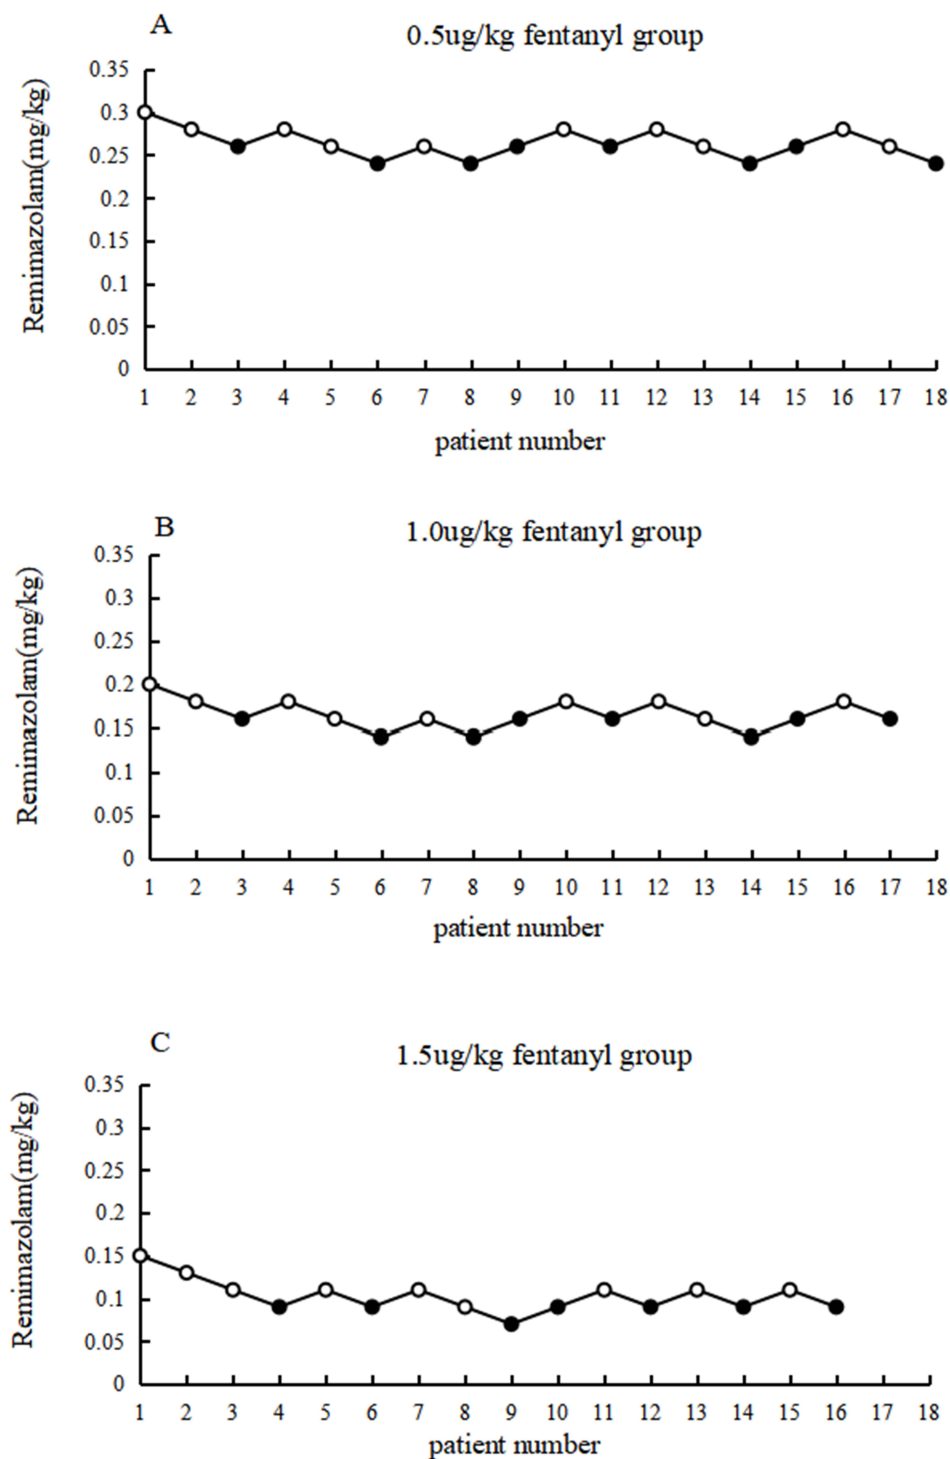 A
0.5ug/kg fentanyl group
Remimazolam(mg/kg)
0.35
0.3
0.25
0.2
0.15
0.1
0.05
0
1 2 3 4 5 6 7 8 9 10 11 12 13 14 15 16 17 18
patient number
B
1.0ug/kg fentanyl group
Remimazolam(mg/kg)
0.35
0.3
0.25
0.2
0.15
0.1
0.05
0
1 2 3 4 5 6 7 8 9 10 11 12 13 14 15 16 17 18
patient number
C
1.5ug/kg fentanyl group
Remimazolam(mg/kg)
0.35
0.3
0.25
0.2
0.15
0.1
0.05
0
1 2 3 4 5 6 7 8 9 10 11 12 13 14 15 16 17 18
patient number